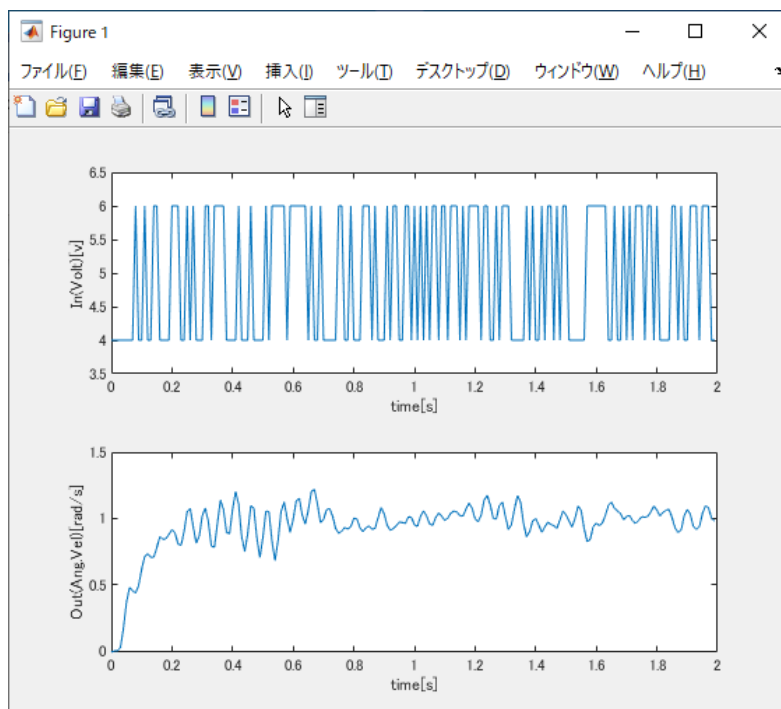 Figure 1
ファイル(F) 編集(E) 表示(V) 挿入(I) ツール(T) デスクトップ(D) ウィンドウ(W) ヘルプ(H)
6.5
6
5.5
5
4.5
4
3.5
In(Volt)[v]
0 0.2 0.4 0.6 0.8 1 1.2 1.4 1.6 1.8 2
time[s]
1.5
1
0.5
0
Out(Ang.Vel)[rad/s]
0 0.2 0.4 0.6 0.8 1 1.2 1.4 1.6 1.8 2
time[s]